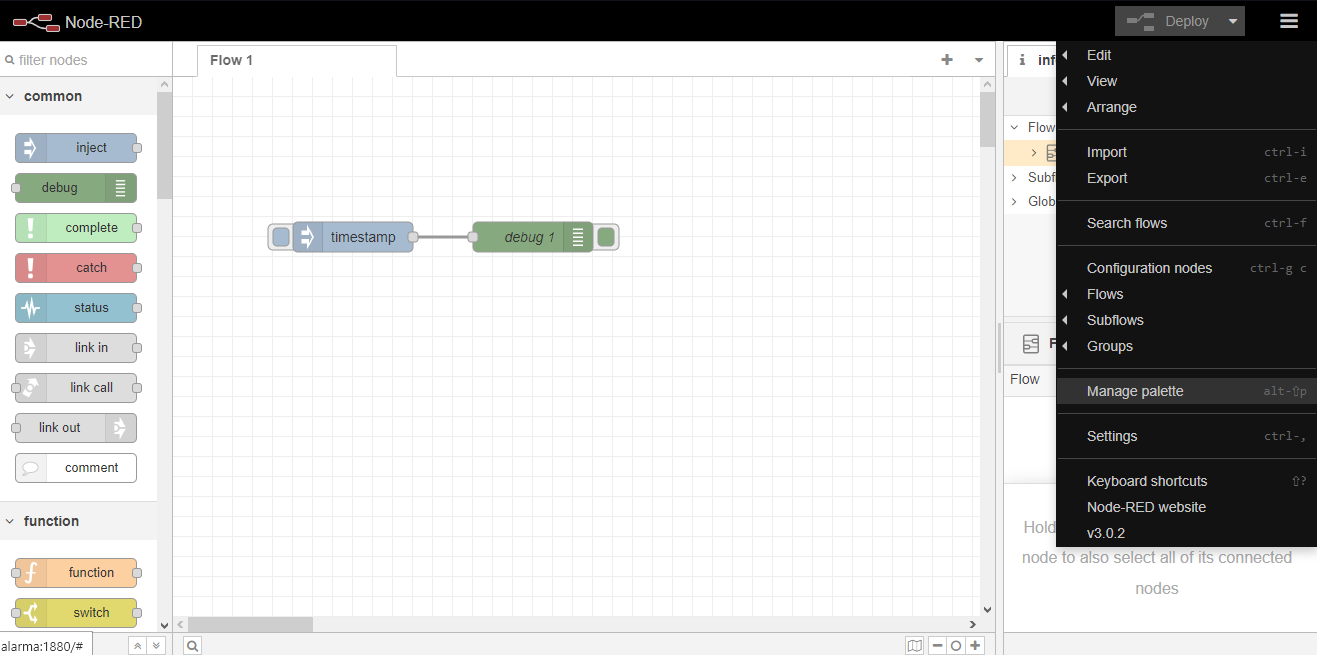 Node-RED
Deploy
filter nodes
common
inject
debug
complete
catch
status
link in
link call
link out
comment
function
function
switch
alarma:1880/#
Flow 1
timestamp
debug 1
i inf
Flow
Subf
Glob
F
Flow
Hold
node to also select all of its connected
nodes
Edit
View
Arrange
Import ctrl-i
Export ctrl-e
Search flows ctrl-f
Configuration nodes ctrl-g c
Flows
Subflows
Groups
Manage palette alt-⇧p
Settings ctrl-,
Keyboard shortcuts ⇧?
Node-RED website
v3.0.2